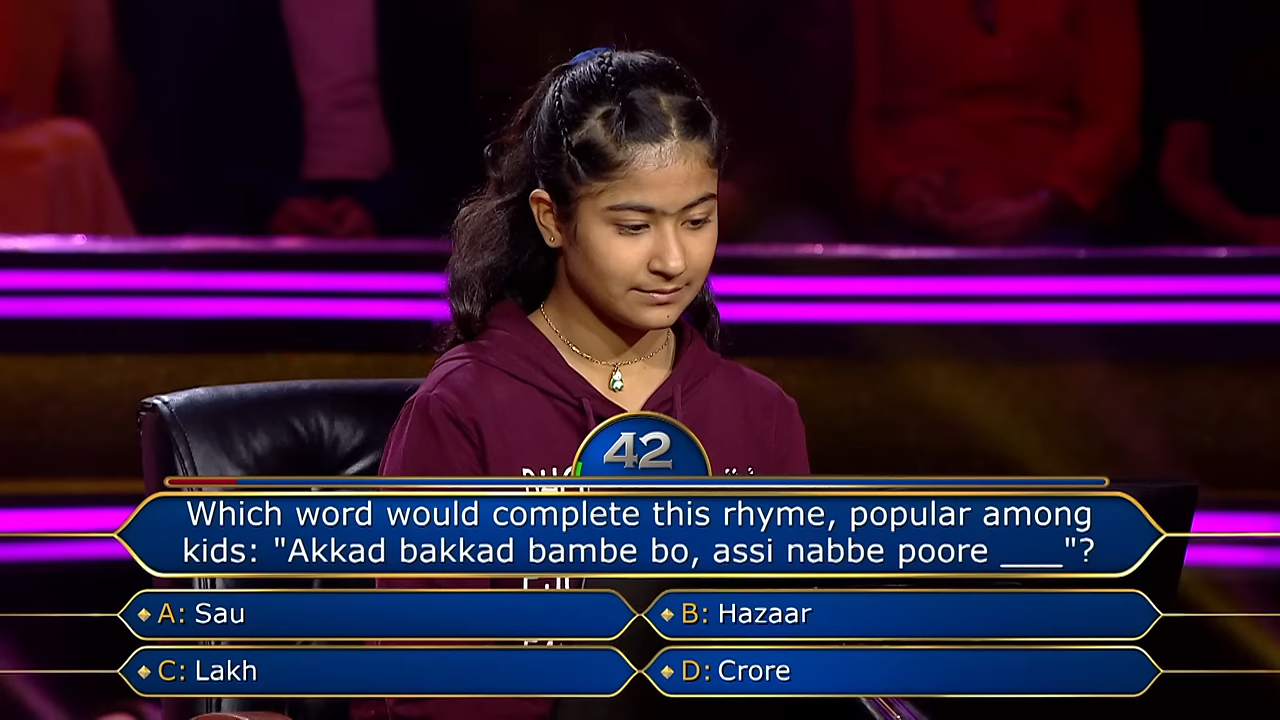 42
Which word would complete this rhyme, popular among
kids: "Akkad bakkad bambe bo, assi nabbe poore ____"?
A: Sau
B: Hazaar
C: Lakh
D: Crore